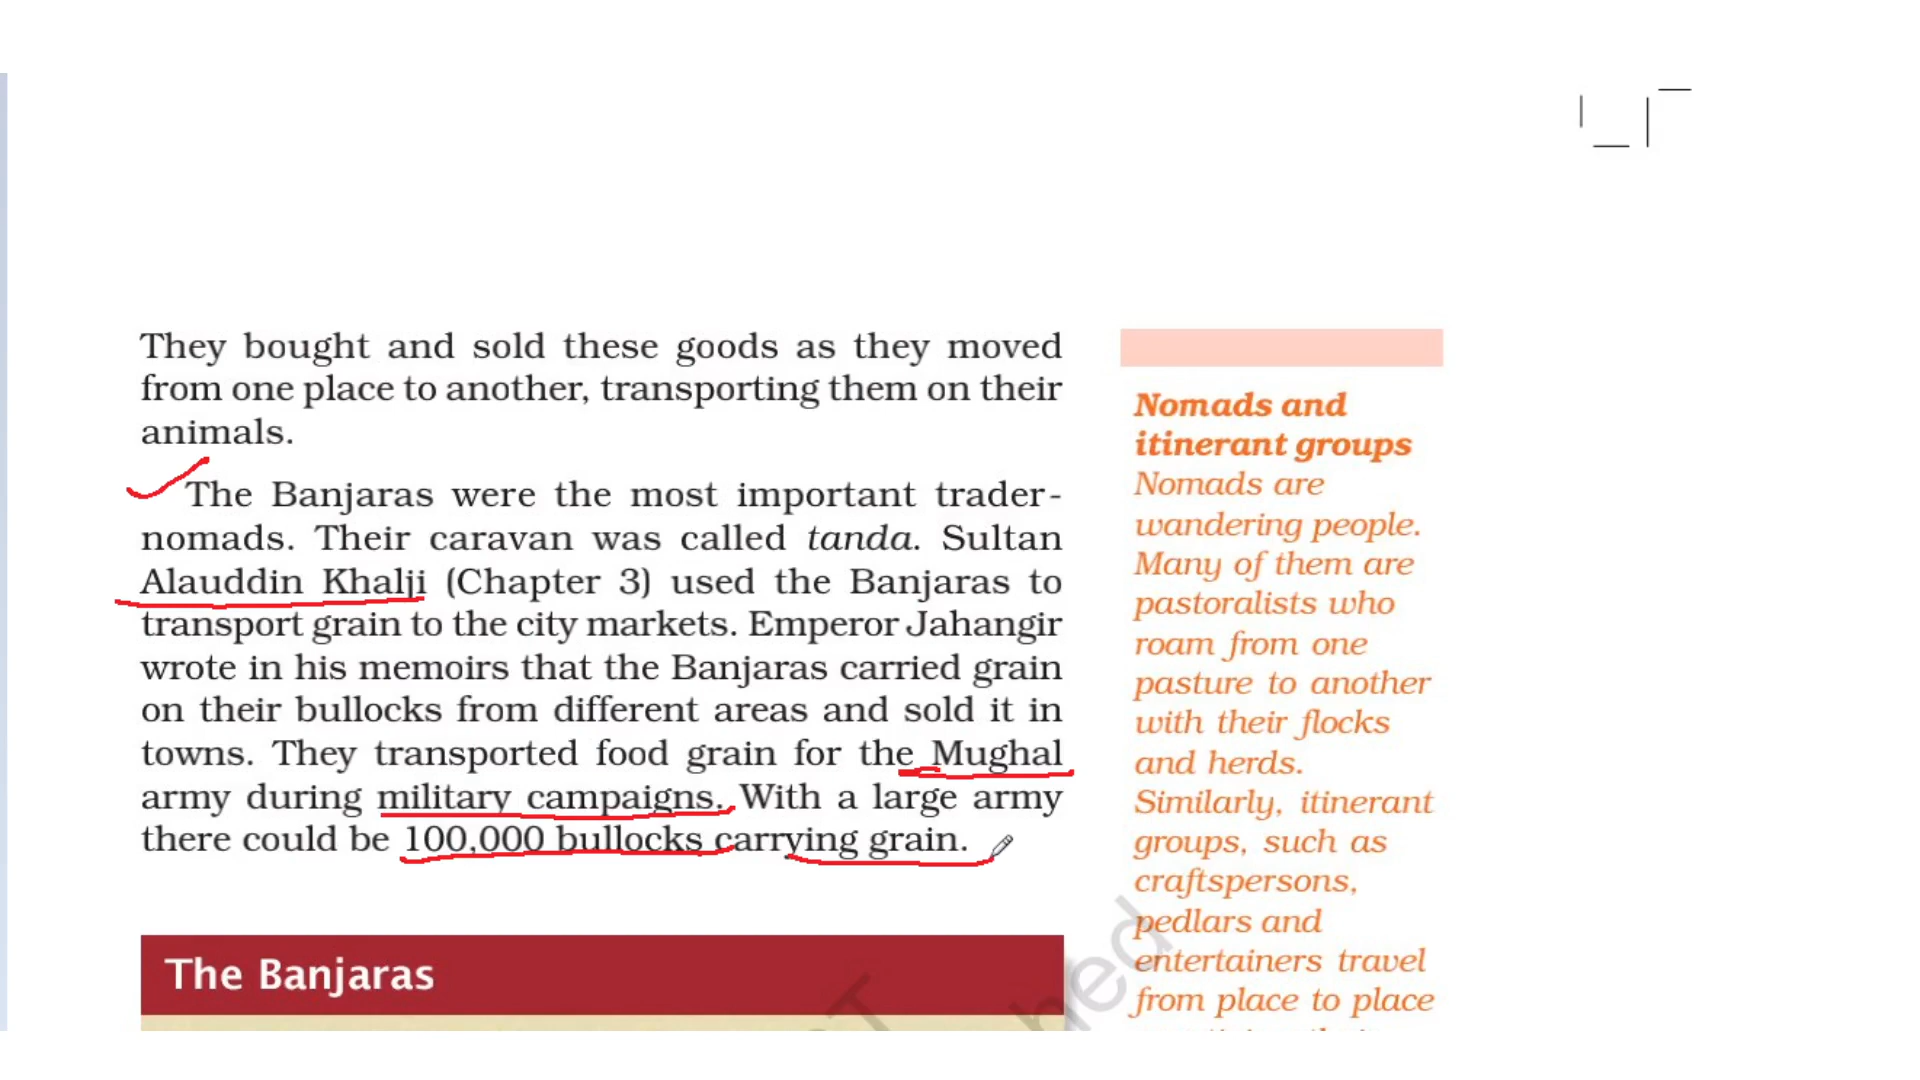 They bought and sold these goods as they moved
from one place to another, transporting them on their
animals.
The Banjaras were the most important trader-
nomads. Their caravan was called tanda. Sultan
Alauddin Khalji (Chapter 3) used the Banjaras to
transport grain to the city markets. Emperor Jahangir
wrote in his memoirs that the Banjaras carried grain
on their bullocks from different areas and sold it in
towns. They transported food grain for the Mughal
army during military campaigns. With a large army
there could be 100,000 bullocks carrying grain.
The Banjaras
Nomads and
itinerant groups
Nomads are
wandering people.
Many of them are
pastoralists who
roam from one
pasture to another
with their flocks
and herds.
Similarly, itinerant
groups, such as
craftspersons,
pedlars and
entertainers travel
from place to place